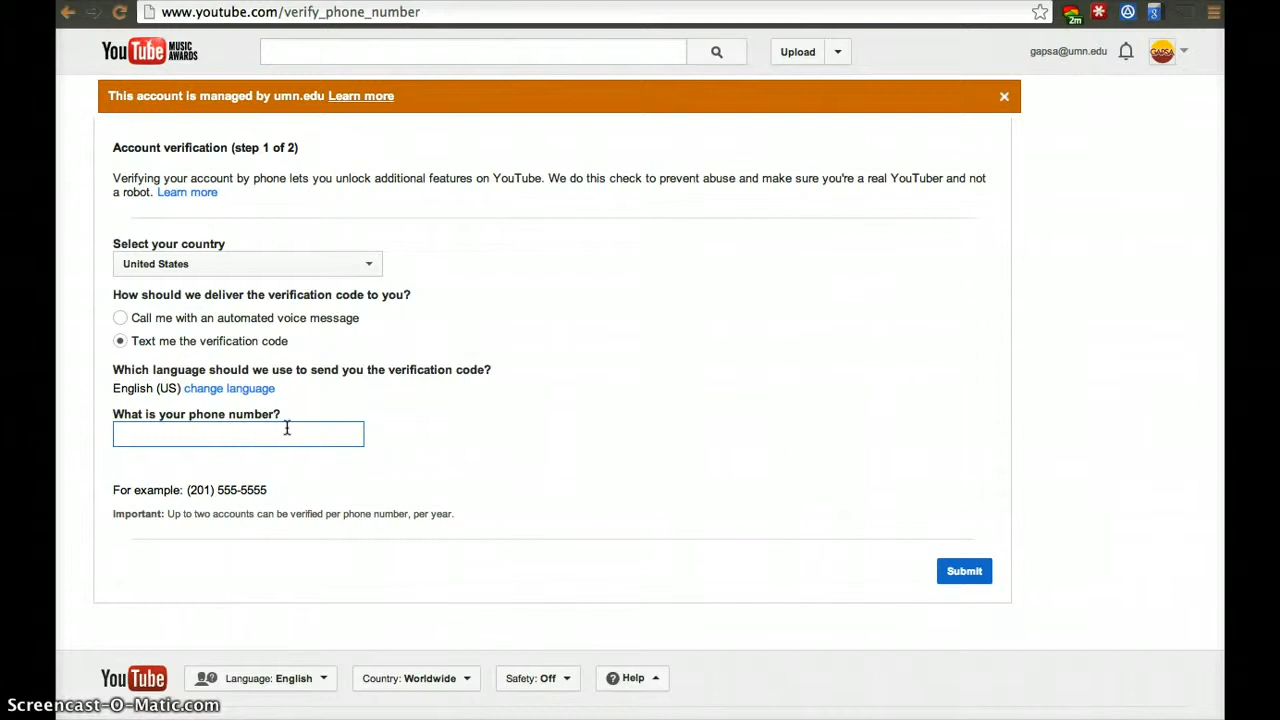 www.youtube.com/verify_phone_number
2m
YouTube MUSIC AWARDS
Upload
gapsa@umn.edu
GAPSA
This account is managed by umn.edu Learn more
Account verification (step 1 of 2)
Verifying your account by phone lets you unlock additional features on YouTube. We do this check to prevent abuse and make sure you're a real YouTuber and not
a robot. Learn more
Select your country
United States
How should we deliver the verification code to you?
Call me with an automated voice message
Text me the verification code
Which language should we use to send you the verification code?
English (US) change language
What is your phone number?
For example: (201) 555-5555
Important: Up to two accounts can be verified per phone number, per year.
Submit
YouTube
Language: English
Country: Worldwide
Safety: Off
Help
Screencast-O-Matic.com